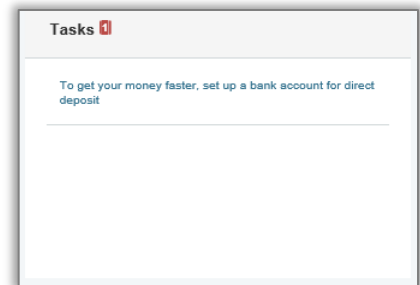 Tasks 1
To get your money faster, set up a bank account for direct
deposit